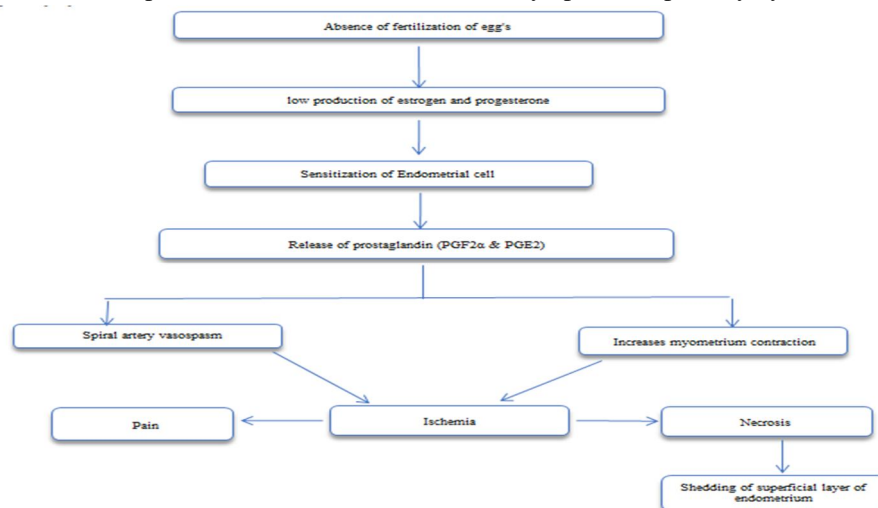 Absence of fertilization of egg's
low production of estrogen and progesterone
Sensitization of Endometrial cell
Release of prostaglandin (PGF2α & PGE2)
Spiral artery vasospasm
Increases myometrium contraction
Pain
Ischemia
Necrosis
Shedding of superficial layer of
endometrium